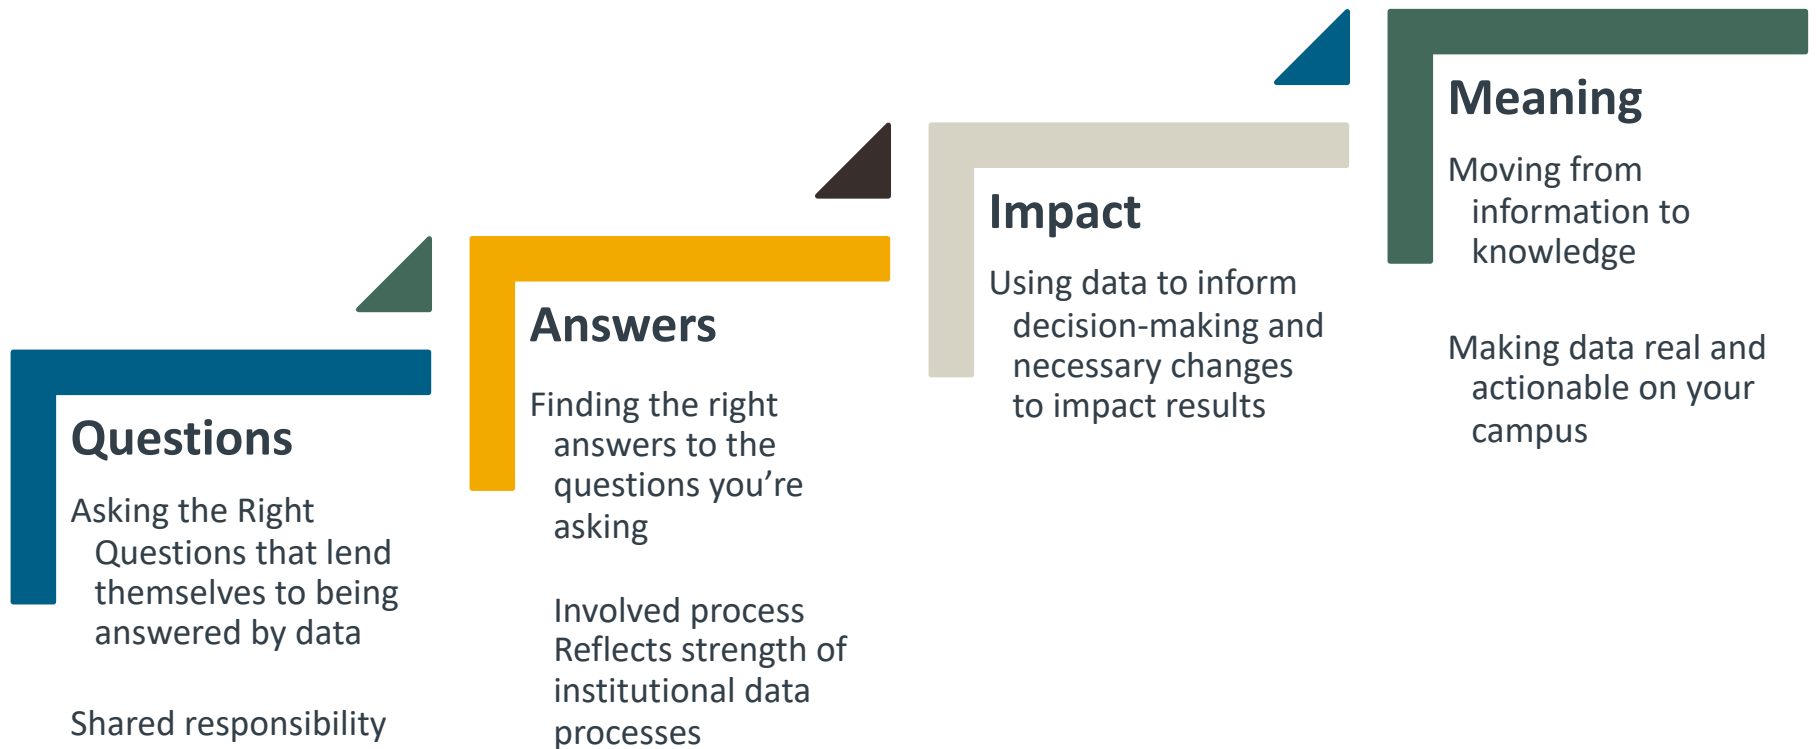 Questions
Asking the Right
Questions that lend
themselves to being
answered by data
Shared responsibility
Answers
Finding the right
answers to the
questions you’re
asking
Involved process
Reflects strength of
institutional data
processes
Impact
Using data to inform
decision-making and
necessary changes
to impact results
Meaning
Moving from
information to
knowledge
Making data real and
actionable on your
campus